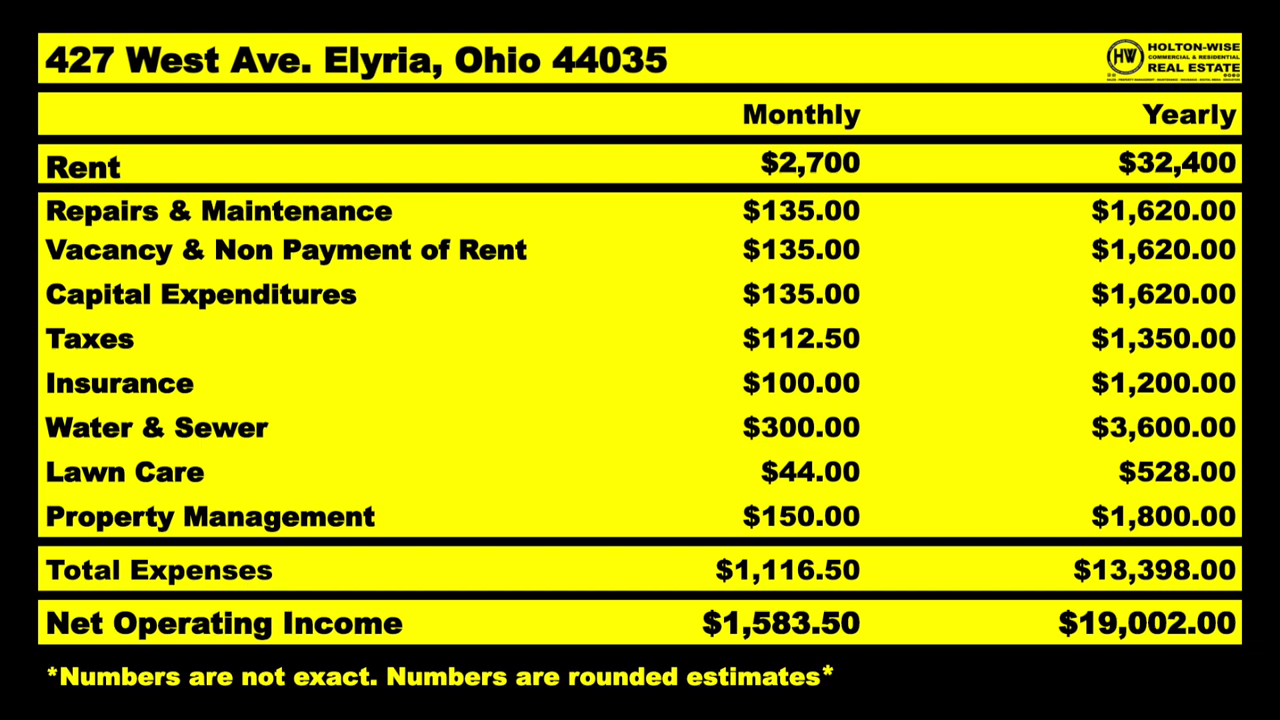 427 West Ave. Elyria, Ohio 44035
HW
HOLTON-WISE
COMMERCIAL & RESIDENTIAL
REAL ESTATE
Monthly Yearly
Rent $2,700 $32,400
Repairs & Maintenance $135.00 $1,620.00
Vacancy & Non Payment of Rent $135.00 $1,620.00
Capital Expenditures $135.00 $1,620.00
Taxes $112.50 $1,350.00
Insurance $100.00 $1,200.00
Water & Sewer $300.00 $3,600.00
Lawn Care $44.00 $528.00
Property Management $150.00 $1,800.00
Total Expenses $1,116.50 $13,398.00
Net Operating Income $1,583.50 $19,002.00
*Numbers are not exact. Numbers are rounded estimates*